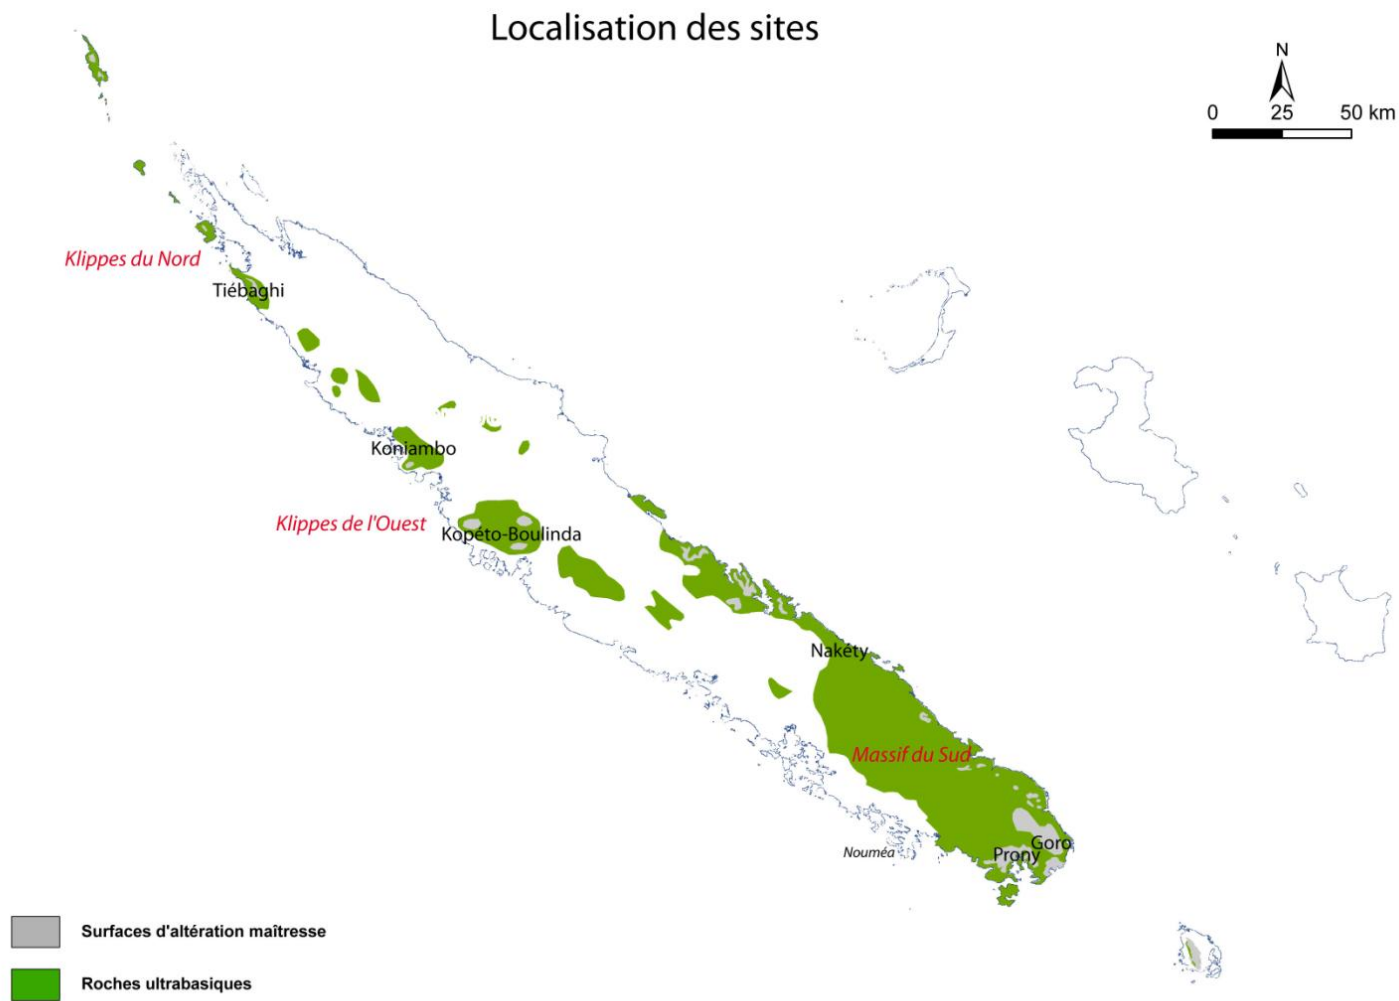 Localisation des sites
N
0 25 50 km
Klippes du Nord
Tiébaghi
Koniambo
Klippes de l'Ouest
Kopéto-Boulinda
Nakéty
Massif du Sud
Goro
Prony
Nouméa
Surfaces d'altération maîtresse
Roches ultrabasiques